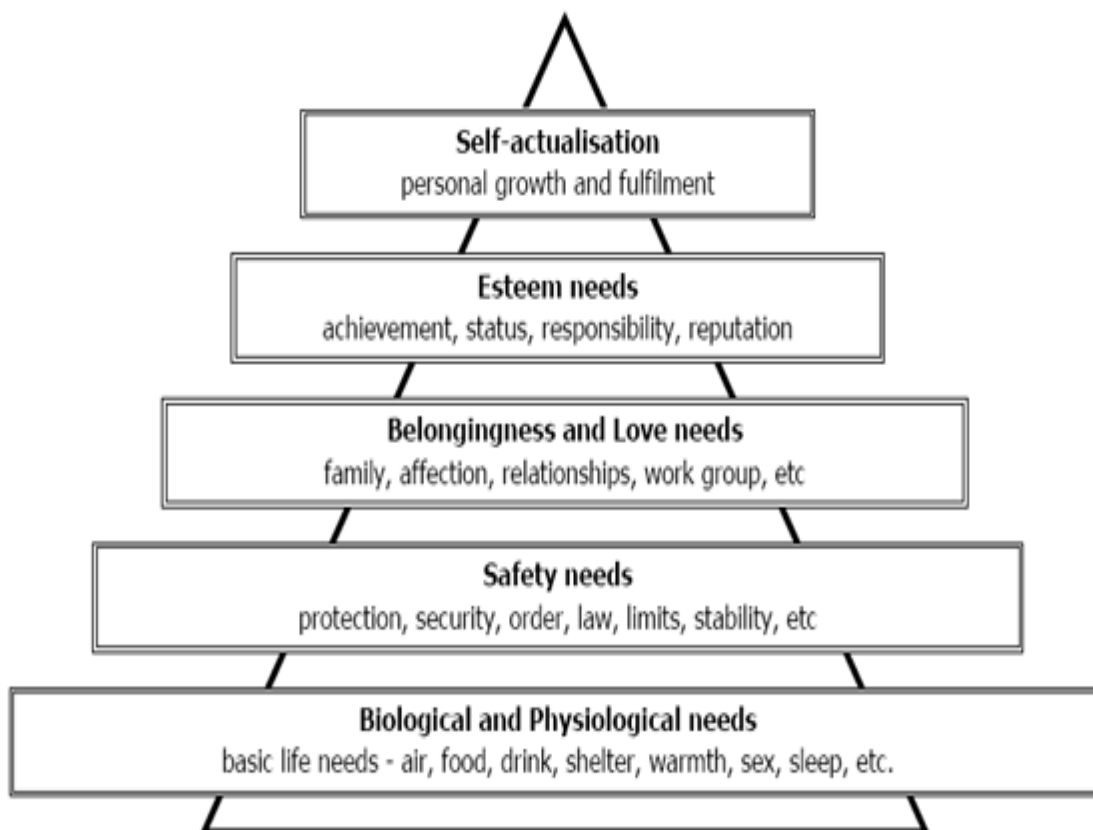 Self-actualisation
personal growth and fulfilment
Esteem needs
achievement, status, responsibility, reputation
Belongingness and Love needs
family, affection, relationships, work group, etc
Safety needs
protection, security, order, law, limits, stability, etc
Biological and Physiological needs
basic life needs - air, food, drink, shelter, warmth, sex, sleep, etc.